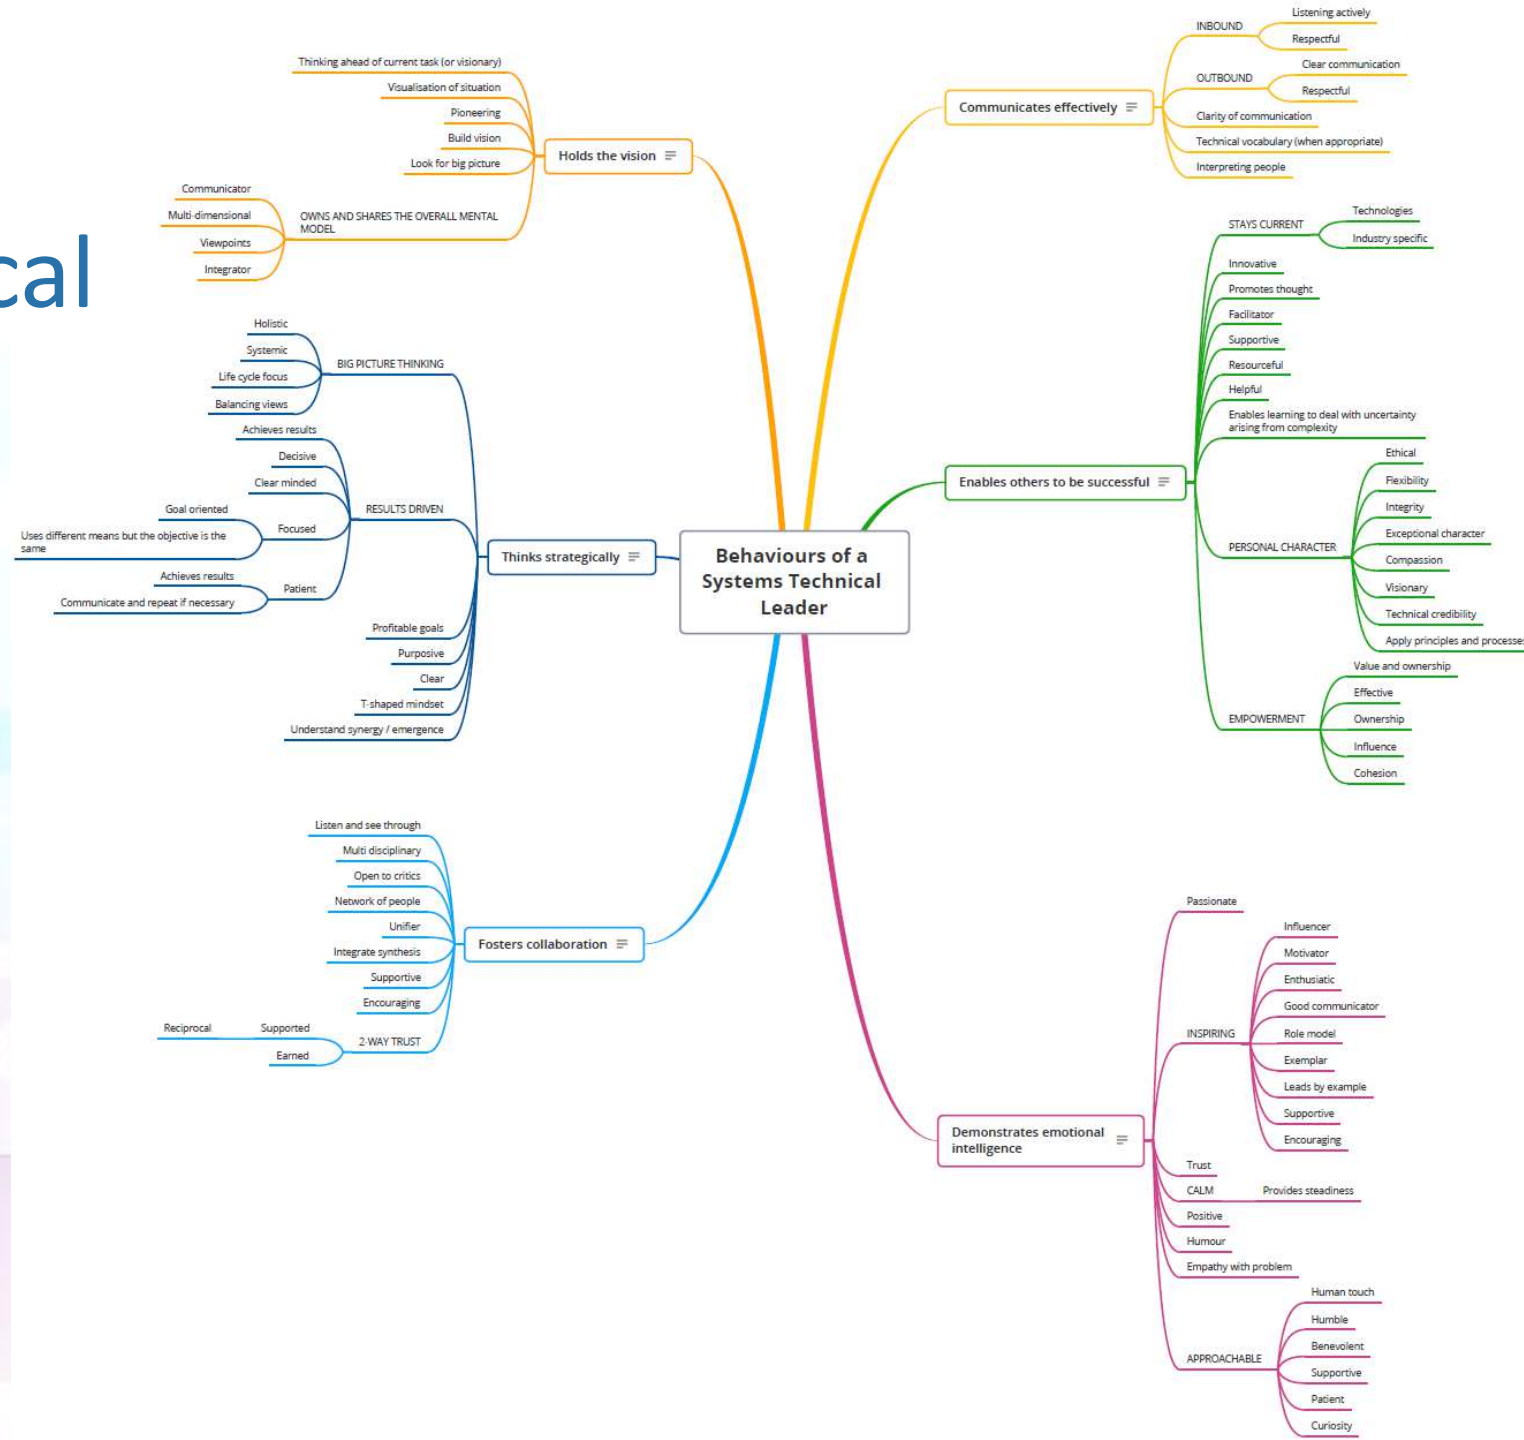 cal
Behaviours of a
Systems Technical
Leader
Holds the vision
Thinking ahead of current task (or visionary)
Visualisation of situation
Pioneering
Build vision
Look for big picture
OWNS AND SHARES THE OVERALL MENTAL
MODEL
Communicator
Multi-dimensional
Viewpoints
Integrator
Thinks strategically
BIG PICTURE THINKING
Holistic
Systemic
Life cycle focus
Balancing views
RESULTS DRIVEN
Achieves results
Decisive
Clear minded
Focused
Goal oriented
Uses different means but the objective is the
same
Patient
Achieves results
Communicate and repeat if necessary
Profitable goals
Purposive
Clear
T-shaped mindset
Understand synergy / emergence
Fosters collaboration
Listen and see through
Multi disciplinary
Open to critics
Network of people
Unifier
Integrate synthesis
Supportive
Encouraging
2-WAY TRUST
Supported
Reciprocal
Earned
Communicates effectively
INBOUND
Listening actively
Respectful
OUTBOUND
Clear communication
Respectful
Clarity of communication
Technical vocabulary (when appropriate)
Interpreting people
Enables others to be successful
STAYS CURRENT
Technologies
Industry specific
Innovative
Promotes thought
Facilitator
Supportive
Resourceful
Helpful
Enables learning to deal with uncertainty
arising from complexity
PERSONAL CHARACTER
Ethical
Flexibility
Integrity
Exceptional character
Compassion
Visionary
Technical credibility
Apply principles and processes
EMPOWERMENT
Value and ownership
Effective
Ownership
Influence
Cohesion
Demonstrates emotional
intelligence
Passionate
INSPIRING
Influencer
Motivator
Enthusiatic
Good communicator
Role model
Exemplar
Leads by example
Supportive
Encouraging
Trust
CALM
Provides steadiness
Positive
Humour
Empathy with problem
APPROACHABLE
Human touch
Humble
Benevolent
Supportive
Patient
Curiosity